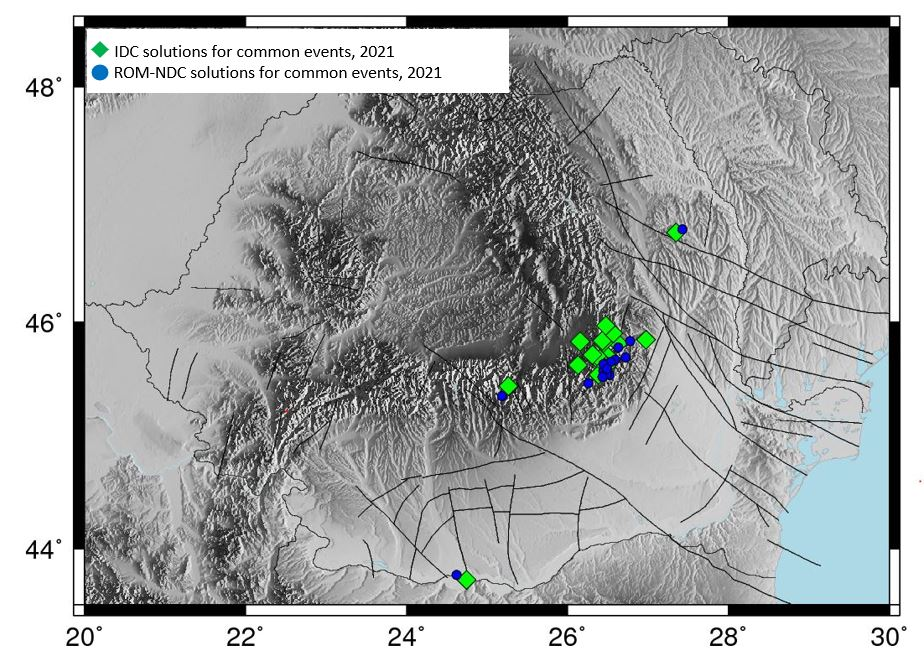 IDC solutions for common events, 2021
ROM-NDC solutions for common events, 2021
48˚
46˚
44˚
20˚ 22˚ 24˚ 26˚ 28˚ 30˚